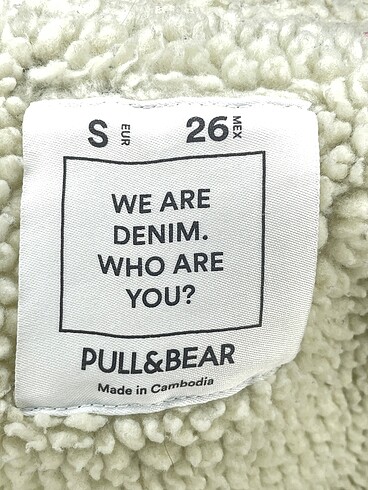 S EUR 26 MEX
WE ARE
DENIM.
WHO ARE
YOU?
PULL&BEAR
Made in Cambodia